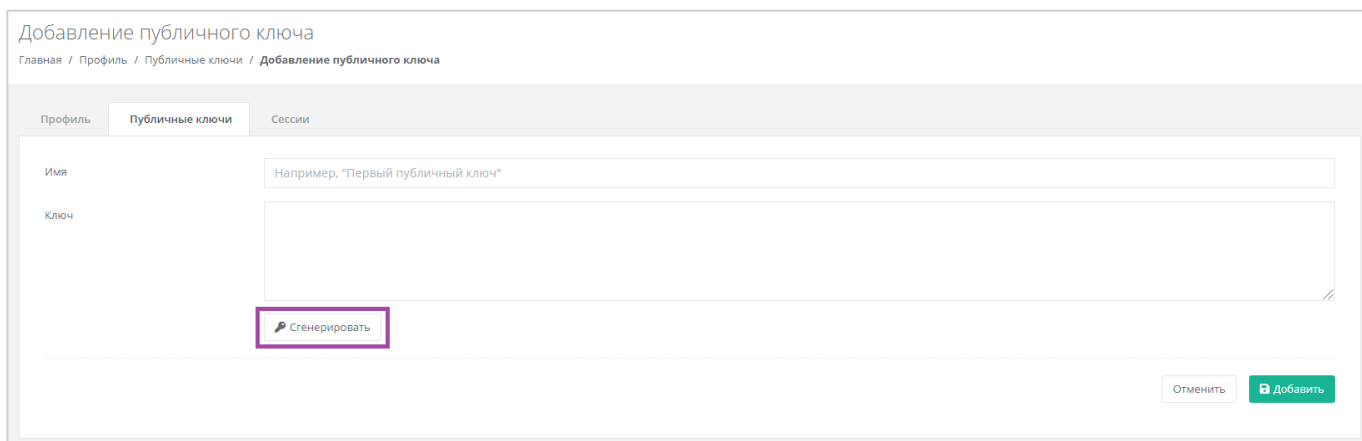 Добавление публичного ключа
Главная / Профиль / Публичные ключи / Добавление публичного ключа
Профиль Публичные ключи Сессии
Имя Например, "Первый публичный ключ"
Ключ
Сгенерировать
Отменить Добавить